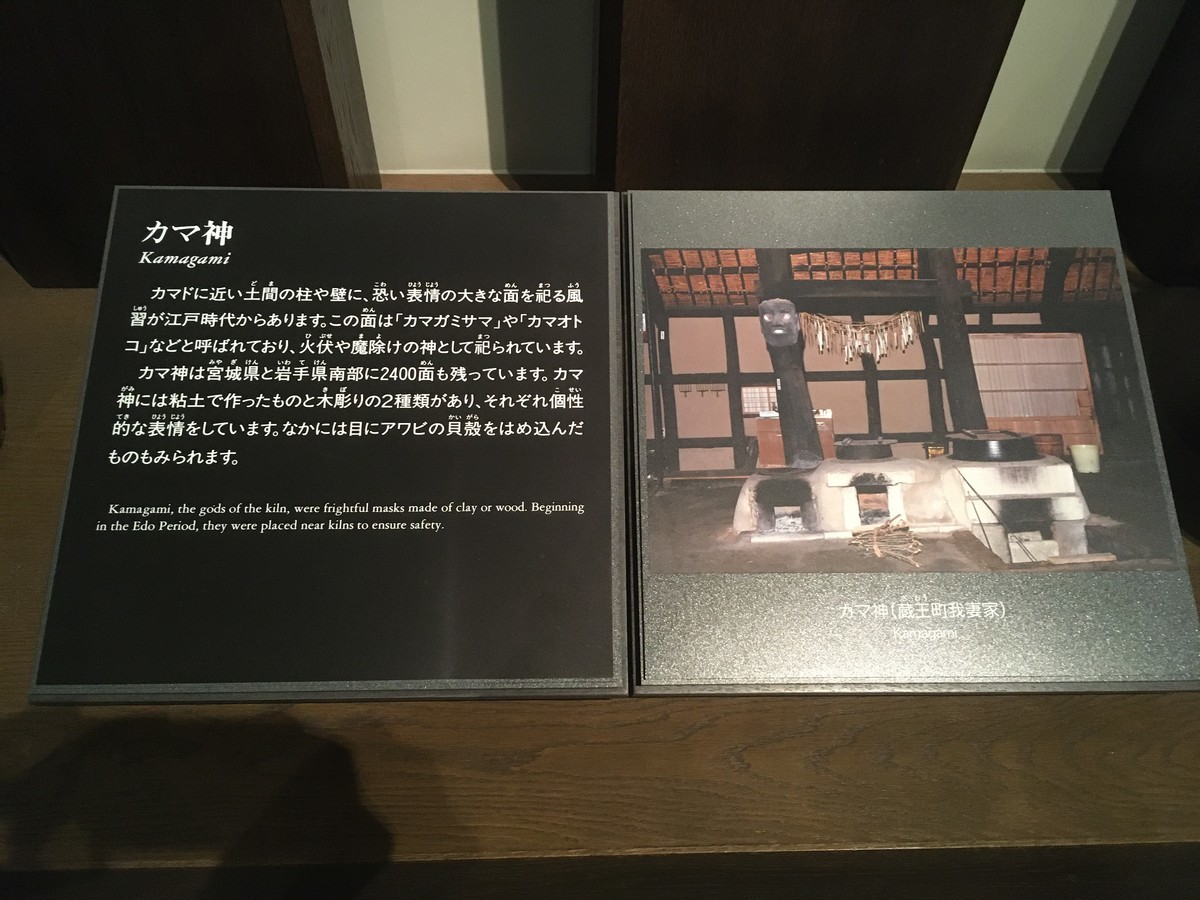 カマ神
Kamagami
カマドに近い土間の柱や壁に、恐い表情の大きな面を祀る風
習が江戸時代からあります。この面は「カマガミサマ」や「カマオト
コ」などと呼ばれており、火伏や魔除けの神として祀られています。
カマ神は宮城県と岩手県南部に2400面も残っています。カマ
神には粘土で作ったものと木彫りの2種類があり、それぞれ個性
的な表情をしています。なかには目にアワビの貝殻をはめ込んだ
ものもみられます。
Kamagami, the gods of the kiln, were frightful masks made of clay or wood. Beginning
in the Edo Period, they were placed near kilns to ensure safety.
カマ神(蔵王町我妻家)
Kamagami